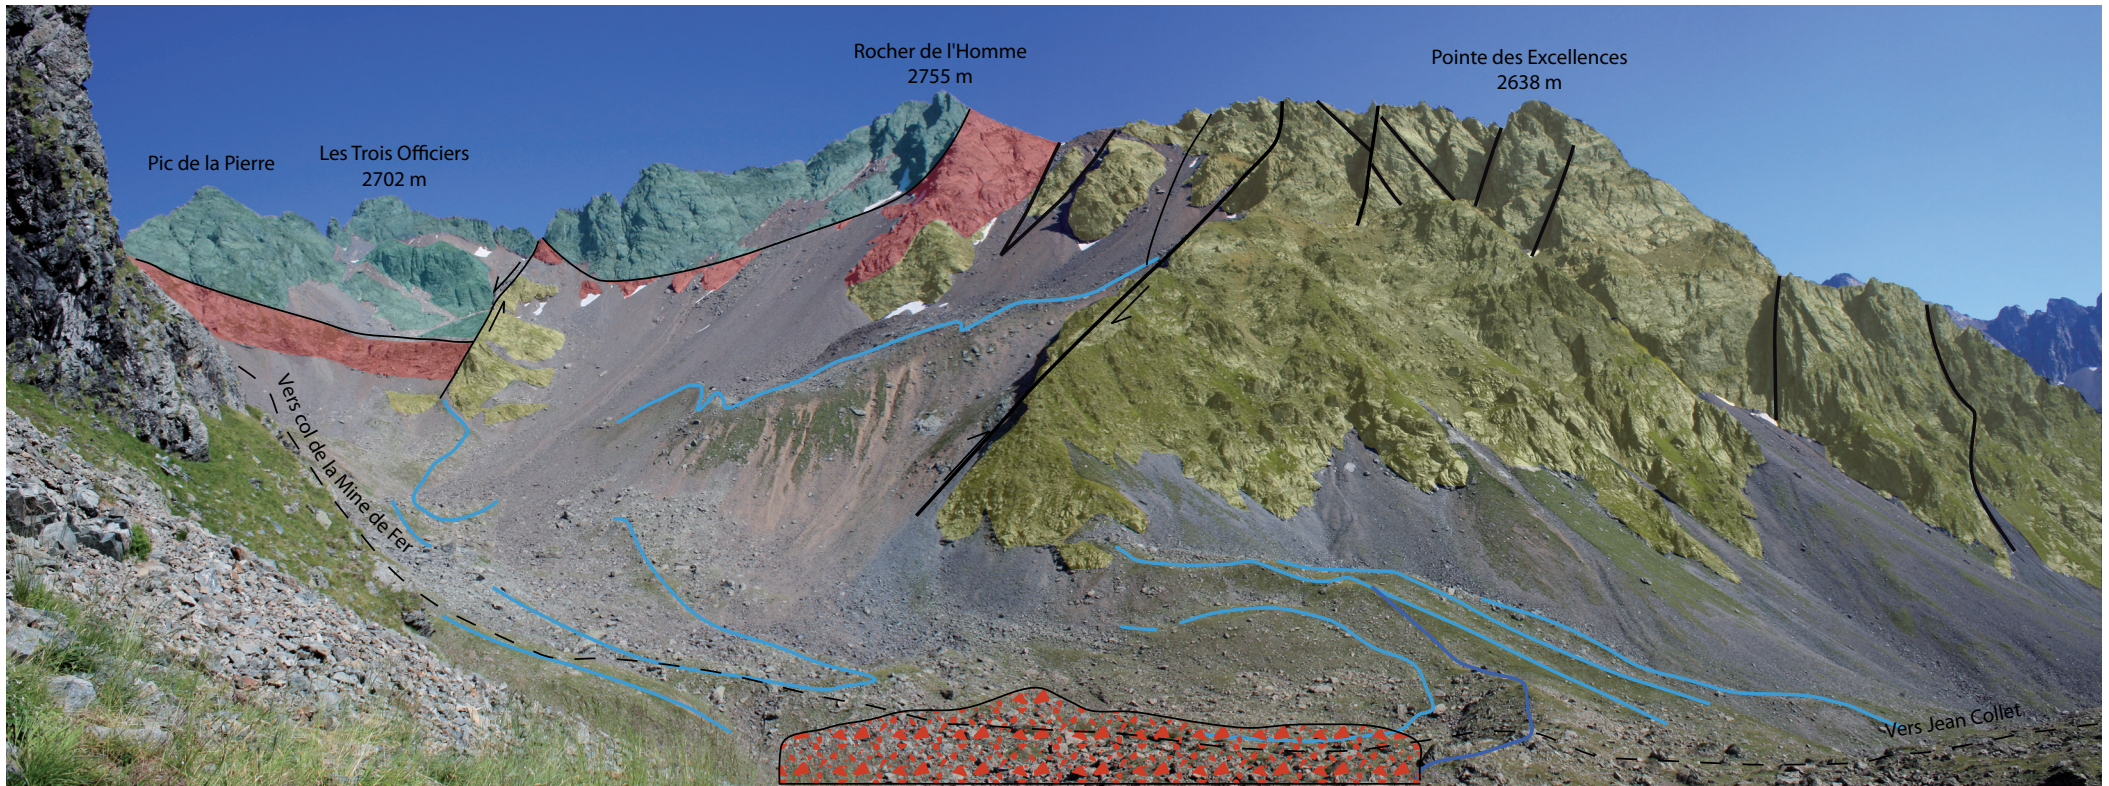 Rocher de l'Homme
2755 m
Pointe des Excellences
2638 m
Les Trois Officiers
2702 m
Pic de la Pierre
Vers col de la Mine de Fer
Vers Jean Collet